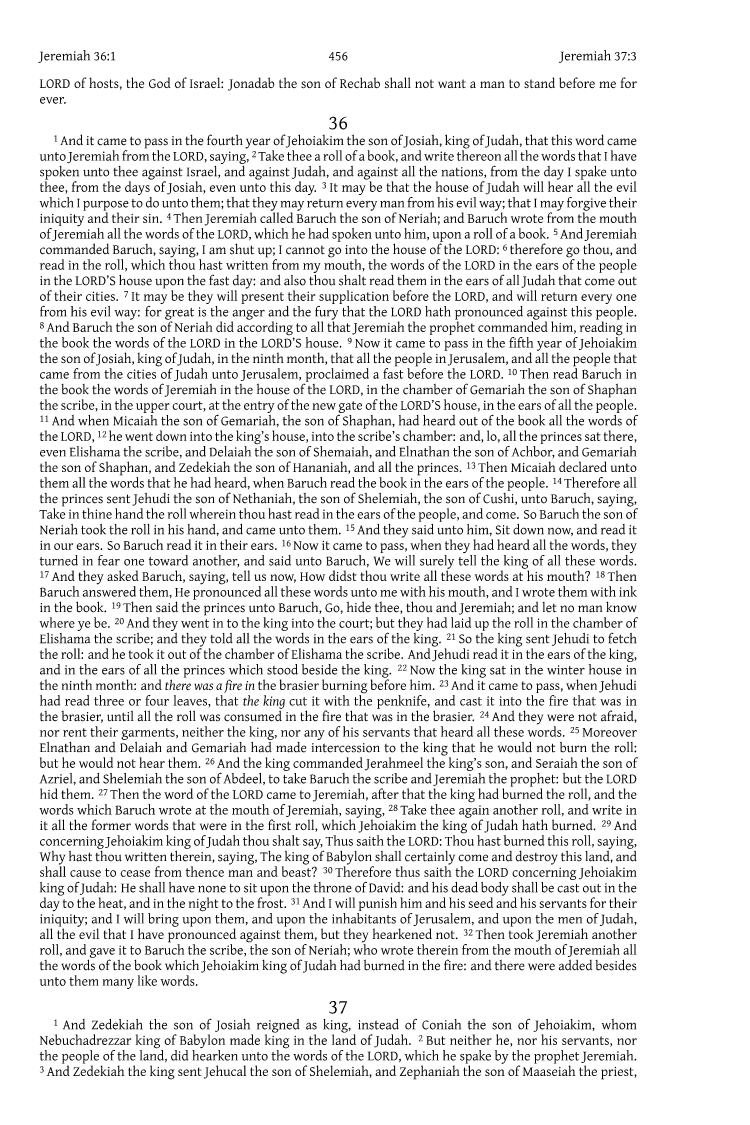 Jeremiah 36:1 456 Jeremiah 37:3
LORD of hosts, the God of Israel: Jonadab the son of Rechab shall not want a man to stand before me for
ever.
36
1 And it came to pass in the fourth year of Jehoiakim the son of Josiah, king of Judah, that this word came
unto Jeremiah from the LORD, saying, 2 Take thee a roll of a book, and write thereon all the words that I have
spoken unto thee against Israel, and against Judah, and against all the nations, from the day I spake unto
thee, from the days of Josiah, even unto this day. 3 It may be that the house of Judah will hear all the evil
which I purpose to do unto them; that they may return every man from his evil way; that I may forgive their
iniquity and their sin. 4 Then Jeremiah called Baruch the son of Neriah; and Baruch wrote from the mouth
of Jeremiah all the words of the LORD, which he had spoken unto him, upon a roll of a book. 5 And Jeremiah
commanded Baruch, saying, I am shut up; I cannot go into the house of the LORD: 6 therefore go thou, and
read in the roll, which thou hast written from my mouth, the words of the LORD in the ears of the people
in the LORD'S house upon the fast day: and also thou shalt read them in the ears of all Judah that come out
of their cities. 7 It may be they will present their supplication before the LORD, and will return every one
from his evil way: for great is the anger and the fury that the LORD hath pronounced against this people.
8 And Baruch the son of Neriah did according to all that Jeremiah the prophet commanded him, reading in
the book the words of the LORD in the LORD'S house. 9 Now it came to pass in the fifth year of Jehoiakim
the son of Josiah, king of Judah, in the ninth month, that all the people in Jerusalem, and all the people that
came from the cities of Judah unto Jerusalem, proclaimed a fast before the LORD. 10 Then read Baruch in
the book the words of Jeremiah in the house of the LORD, in the chamber of Gemariah the son of Shaphan
the scribe, in the upper court, at the entry of the new gate of the LORD'S house, in the ears of all the people.
11 And when Micaiah the son of Gemariah, the son of Shaphan, had heard out of the book all the words of
the LORD, 12 he went down into the king's house, into the scribe's chamber: and, lo, all the princes sat there,
even Elishama the scribe, and Delaiah the son of Shemaiah, and Elnathan the son of Achbor, and Gemariah
the son of Shaphan, and Zedekiah the son of Hananiah, and all the princes. 13 Then Micaiah declared unto
them all the words that he had heard, when Baruch read the book in the ears of the people. 14 Therefore all
the princes sent Jehudi the son of Nethaniah, the son of Shelemiah, the son of Cushi, unto Baruch, saying,
Take in thine hand the roll wherein thou hast read in the ears of the people, and come. So Baruch the son of
Neriah took the roll in his hand, and came unto them. 15 And they said unto him, Sit down now, and read it
in our ears. So Baruch read it in their ears. 16 Now it came to pass, when they had heard all the words, they
turned in fear one toward another, and said unto Baruch, We will surely tell the king of all these words.
17 And they asked Baruch, saying, tell us now, How didst thou write all these words at his mouth? 18 Then
Baruch answered them, He pronounced all these words unto me with his mouth, and I wrote them with ink
in the book. 19 Then said the princes unto Baruch, Go, hide thee, thou and Jeremiah; and let no man know
where ye be. 20 And they went in to the king into the court; but they had laid up the roll in the chamber of
Elishama the scribe; and they told all the words in the ears of the king. 21 So the king sent Jehudi to fetch
the roll: and he took it out of the chamber of Elishama the scribe. And Jehudi read it in the ears of the king,
and in the ears of all the princes which stood beside the king. 22 Now the king sat in the winter house in
the ninth month: and there was a fire in the brasier burning before him. 23 And it came to pass, when Jehudi
had read three or four leaves, that the king cut it with the penknife, and cast it into the fire that was in
the brasier, until all the roll was consumed in the fire that was in the brasier. 24 And they were not afraid,
nor rent their garments, neither the king, nor any of his servants that heard all these words. 25 Moreover
Elnathan and Delaiah and Gemariah had made intercession to the king that he would not burn the roll:
but he would not hear them. 26 And the king commanded Jerahmeel the king's son, and Seraiah the son of
Azriel, and Shelemiah the son of Abdeel, to take Baruch the scribe and Jeremiah the prophet: but the LORD
hid them. 27 Then the word of the LORD came to Jeremiah, after that the king had burned the roll, and the
words which Baruch wrote at the mouth of Jeremiah, saying, 28 Take thee again another roll, and write in
it all the former words that were in the first roll, which Jehoiakim the king of Judah hath burned. 29 And
concerning Jehoiakim king of Judah thou shalt say, Thus saith the LORD: Thou hast burned this roll, saying,
Why hast thou written therein, saying, The king of Babylon shall certainly come and destroy this land, and
shall cause to cease from thence man and beast? 30 Therefore thus saith the LORD concerning Jehoiakim
king of Judah: He shall have none to sit upon the throne of David: and his dead body shall be cast out in the
day to the heat, and in the night to the frost. 31 And I will punish him and his seed and his servants for their
iniquity; and I will bring upon them, and upon the inhabitants of Jerusalem, and upon the men of Judah,
all the evil that I have pronounced against them, but they hearkened not. 32 Then took Jeremiah another
roll, and gave it to Baruch the scribe, the son of Neriah; who wrote therein from the mouth of Jeremiah all
the words of the book which Jehoiakim king of Judah had burned in the fire: and there were added besides
unto them many like words.
37
1 And Zedekiah the son of Josiah reigned as king, instead of Coniah the son of Jehoiakim, whom
Nebuchadrezzar king of Babylon made king in the land of Judah. 2 But neither he, nor his servants, nor
the people of the land, did hearken unto the words of the LORD, which he spake by the prophet Jeremiah.
3 And Zedekiah the king sent Jehucal the son of Shelemiah, and Zephaniah the son of Maaseiah the priest,